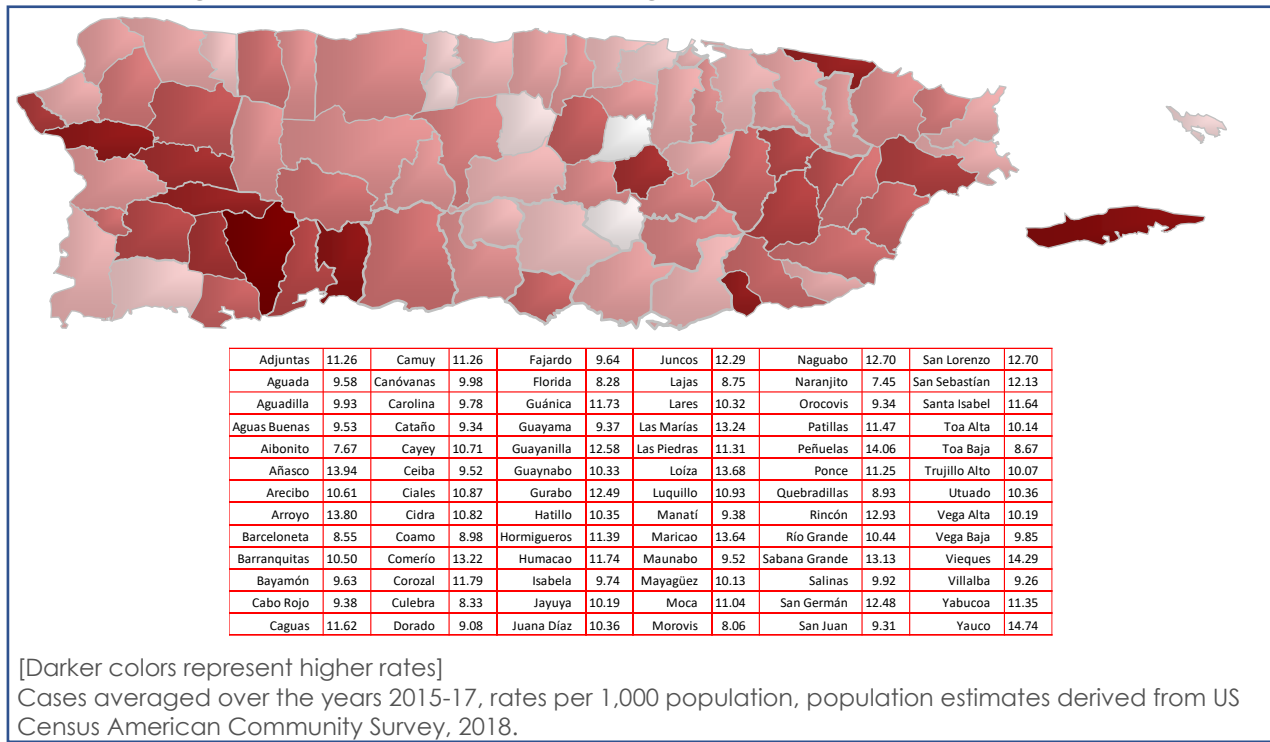 Adjuntas 11.26 Camuy 11.26 Fajardo 9.64 Juncos 12.29 Naguabo 12.70 San Lorenzo 12.70
Aguada 9.58 Canóvanas 9.98 Florida 8.28 Lajas 8.75 Naranjito 7.45 San Sebastían 12.13
Aguadilla 9.93 Carolina 9.78 Guánica 11.73 Lares 10.32 Orocovis 9.34 Santa Isabel 11.64
Aguas Buenas 9.53 Cataño 9.34 Guayama 9.37 Las Marías 13.24 Patillas 11.47 Toa Alta 10.14
Aibonito 7.67 Cayey 10.71 Guayanilla 12.58 Las Piedras 11.31 Peñuelas 14.06 Toa Baja 8.67
Añasco 13.94 Ceiba 9.52 Guaynabo 10.33 Loíza 13.68 Ponce 11.25 Trujillo Alto 10.07
Arecibo 10.61 Ciales 10.87 Gurabo 12.49 Luquillo 10.93 Quebradillas 8.93 Utuado 10.36
Arroyo 13.80 Cidra 10.82 Hatillo 10.35 Manatí 9.38 Rincón 12.93 Vega Alta 10.19
Barceloneta 8.55 Coamo 8.98 Hormigueros 11.39 Maricao 13.64 Río Grande 10.44 Vega Baja 9.85
Barranquitas 10.50 Comerío 13.22 Humacao 11.74 Maunabo 9.52 Sabana Grande 13.13 Vieques 14.29
Bayamón 9.63 Corozal 11.79 Isabela 9.74 Mayagüez 10.13 Salinas 9.92 Villalba 9.26
Cabo Rojo 9.38 Culebra 8.33 Jayuya 10.19 Moca 11.04 San Germán 12.48 Yabucoa 11.35
Caguas 11.62 Dorado 9.08 Juana Díaz 10.36 Morovis 8.06 San Juan 9.31 Yauco 14.74
[Darker colors represent higher rates]
Cases averaged over the years 2015-17, rates per 1,000 population, population estimates derived from US
Census American Community Survey, 2018.